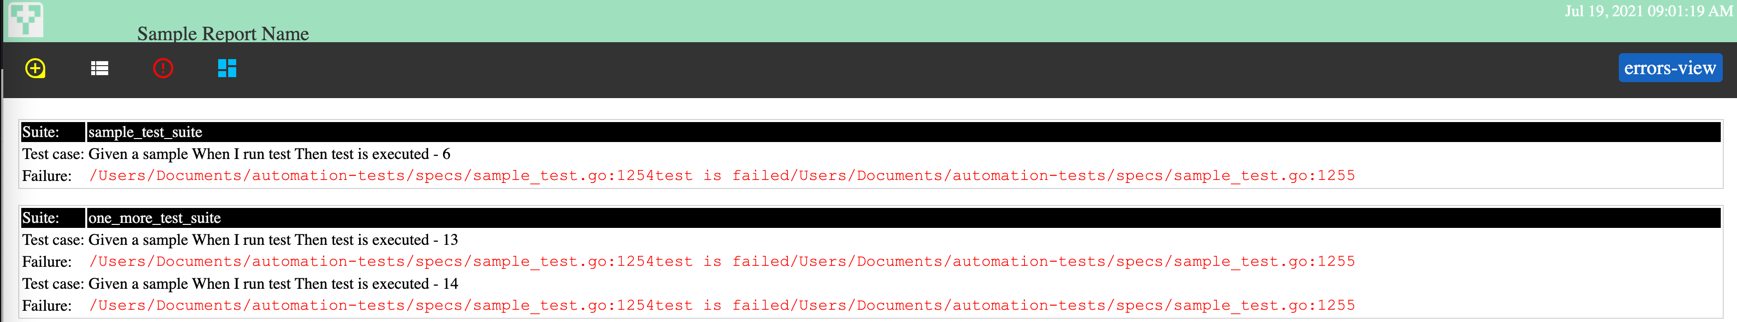 Jul 19, 2021 09:01:19 AM
Sample Report Name
errors-view
Suite: sample_test_suite
Test case: Given a sample When I run test Then test is executed - 6
Failure: /Users/Documents/automation-tests/specs/sample_test.go:1254test is failed/Users/Documents/automation-tests/specs/sample_test.go:1255
Suite: one_more_test_suite
Test case: Given a sample When I run test Then test is executed - 13
Failure: /Users/Documents/automation-tests/specs/sample_test.go:1254test is failed/Users/Documents/automation-tests/specs/sample_test.go:1255
Test case: Given a sample When I run test Then test is executed - 14
Failure: /Users/Documents/automation-tests/specs/sample_test.go:1254test is failed/Users/Documents/automation-tests/specs/sample_test.go:1255